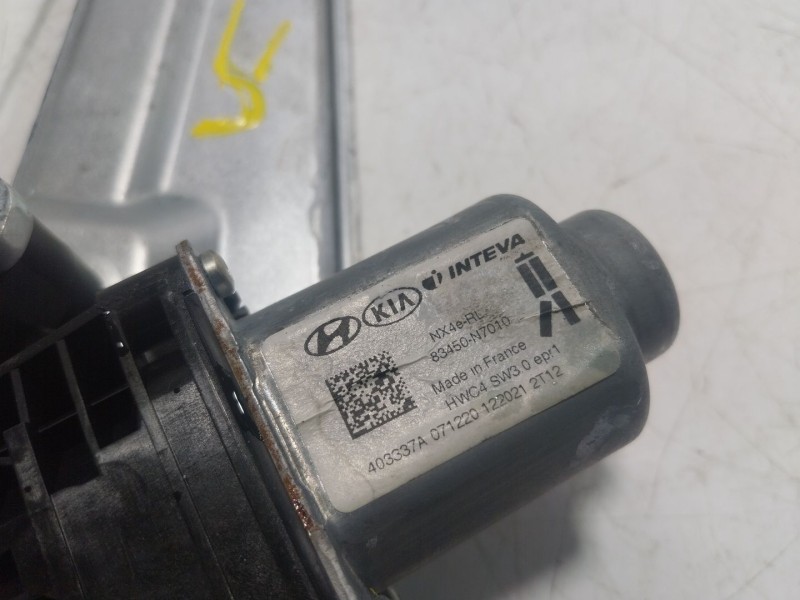 KIA INTEVA
NX4e-RL
83450-N7010
Made in France
HWC4 SW3.0 epr1
403337A 071220 122021 2T12